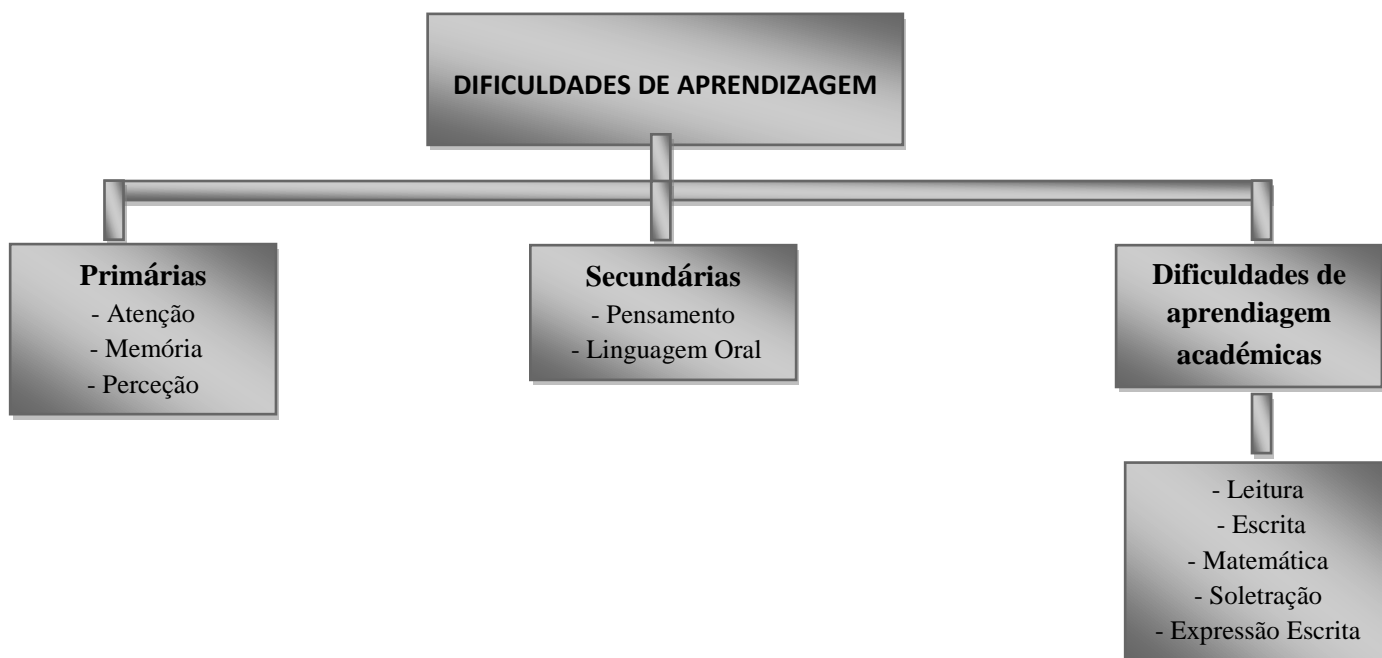 DIFICULDADES DE APRENDIZAGEM
Primárias
- Atenção
- Memória
- Perceção
Secundárias
- Pensamento
- Linguagem Oral
Dificuldades de
aprendiagem
académicas
- Leitura
- Escrita
- Matemática
- Soletração
- Expressão Escrita